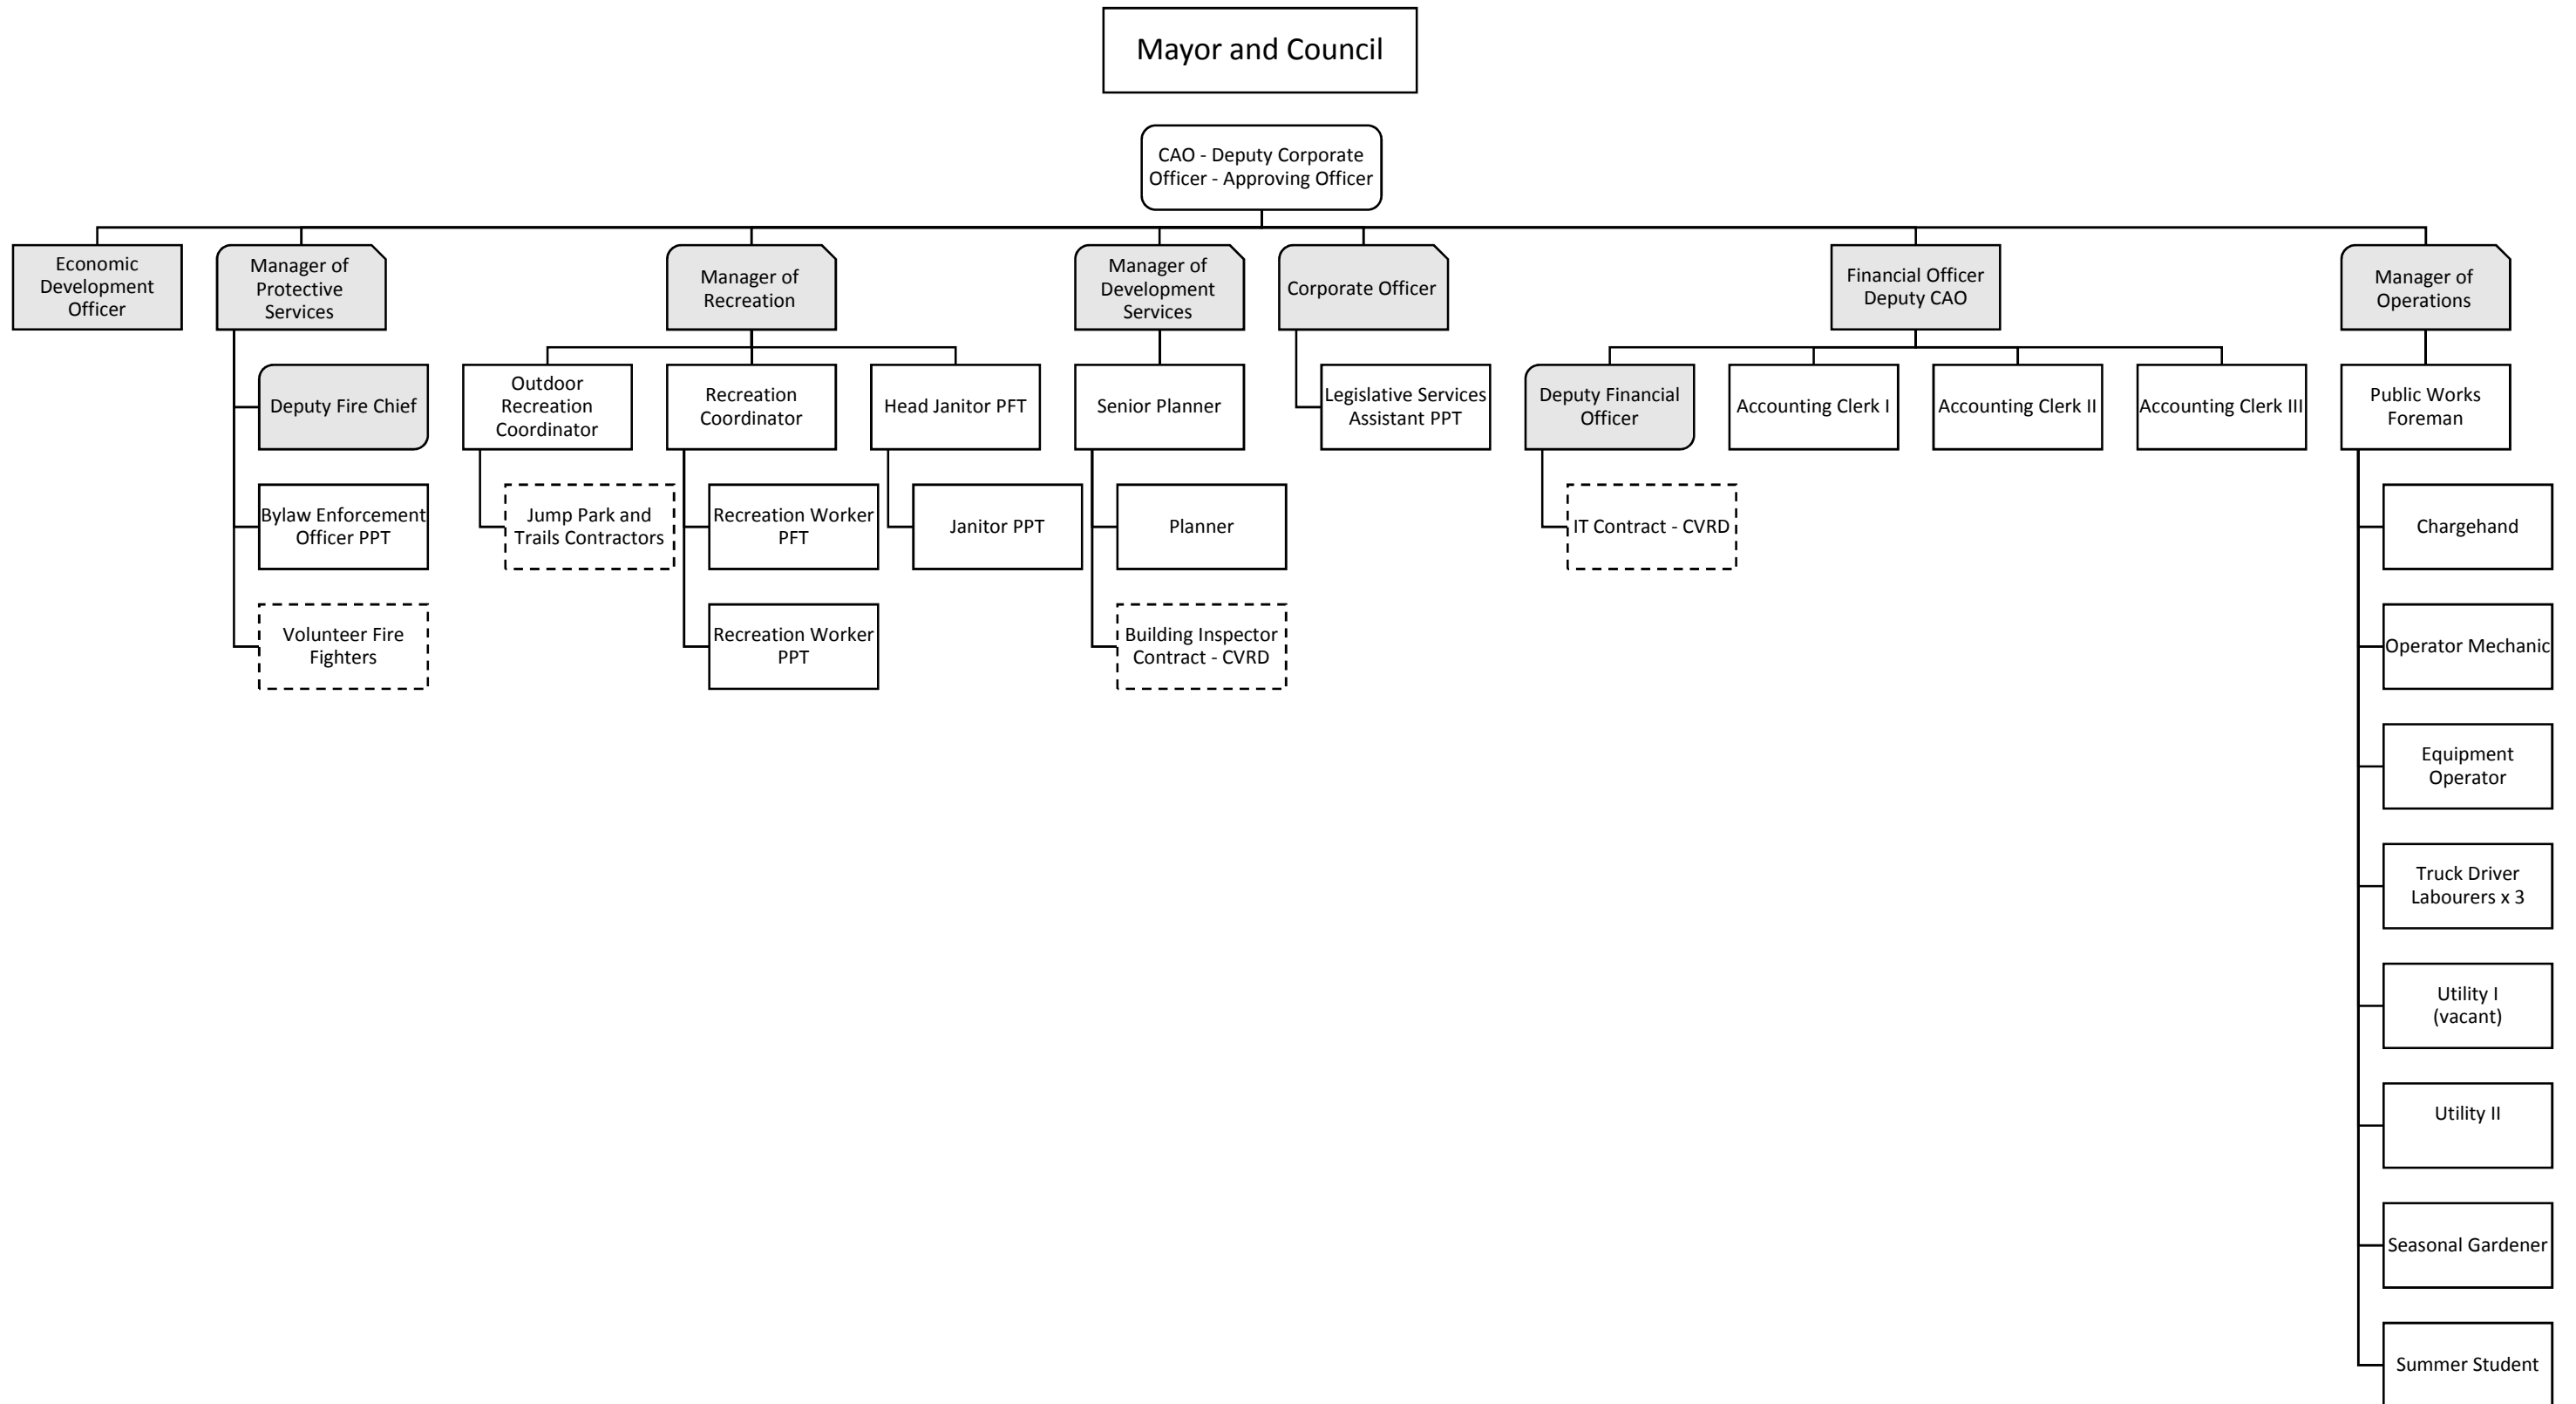 Mayor and Council
CAO - Deputy Corporate
Officer - Approving Officer
Economic
Development
Officer
Manager of
Protective
Services
Manager of
Recreation
Manager of
Development
Services
Corporate Officer
Financial Officer
Deputy CAO
Manager of
Operations
Deputy Fire Chief
Outdoor
Recreation
Coordinator
Recreation
Coordinator
Head Janitor PFT
Senior Planner
Legislative Services
Assistant PPT
Deputy Financial
Officer
Accounting Clerk I
Accounting Clerk II
Accounting Clerk III
Public Works
Foreman
Bylaw Enforcement
Officer PPT
Jump Park and
Trails Contractors
Recreation Worker
PFT
Janitor PPT
Planner
IT Contract - CVRD
Chargehand
Volunteer Fire
Fighters
Recreation Worker
PPT
Building Inspector
Contract - CVRD
Operator Mechanic
Equipment
Operator
Truck Driver
Labourers x 3
Utility I
(vacant)
Utility II
Seasonal Gardener
Summer Student